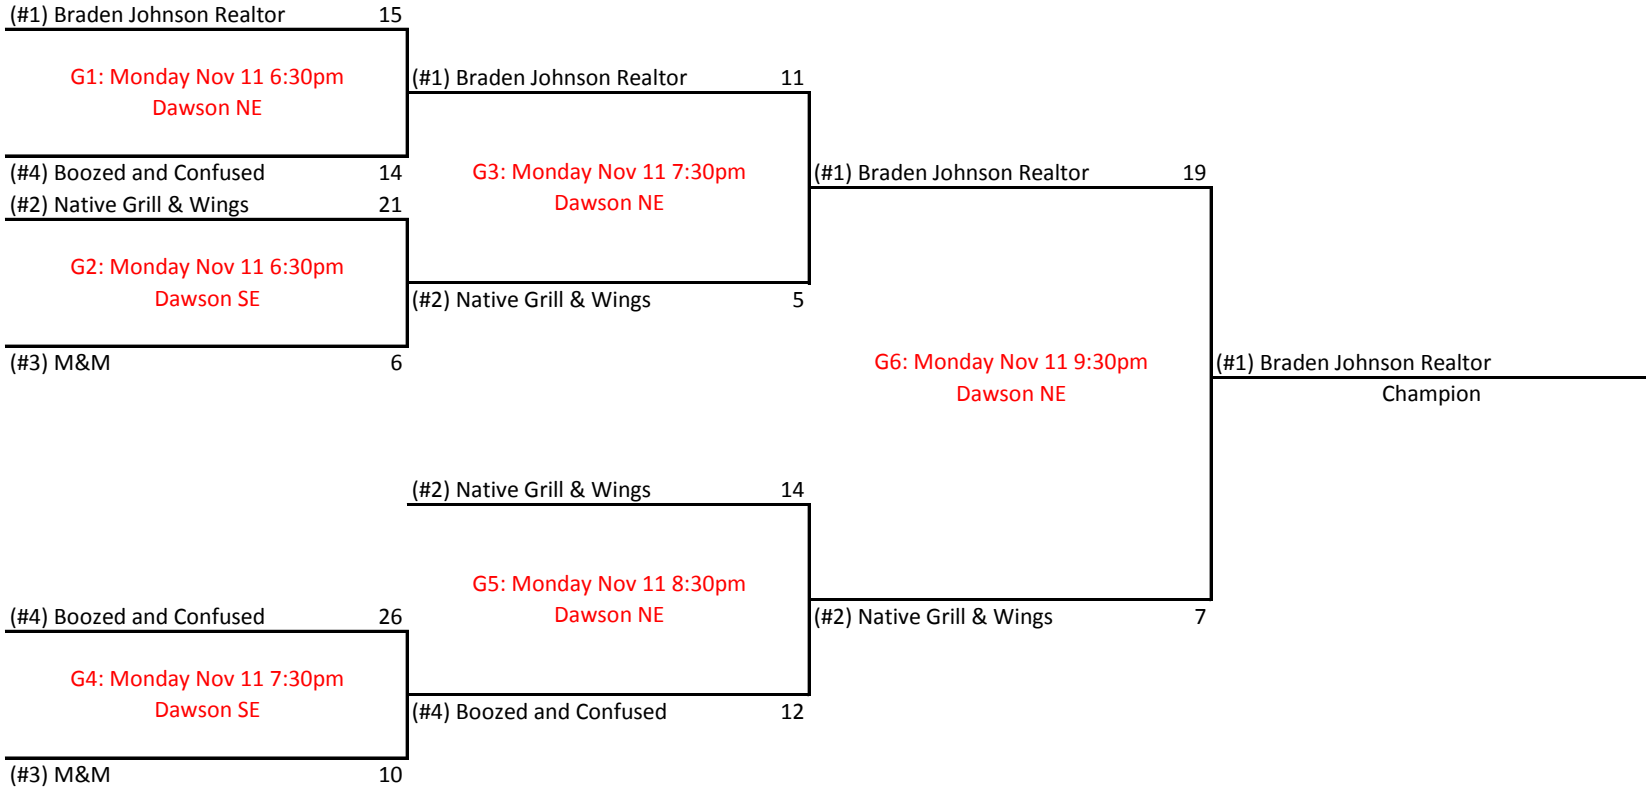 (#1) Braden Johnson Realtor 15
G1: Monday Nov 11 6:30pm
Dawson NE
(#4) Boozed and Confused 14
(#2) Native Grill & Wings 21
G2: Monday Nov 11 6:30pm
Dawson SE
(#3) M&M 6
(#1) Braden Johnson Realtor 11
G3: Monday Nov 11 7:30pm
Dawson NE
(#2) Native Grill & Wings 5
(#4) Boozed and Confused 26
G4: Monday Nov 11 7:30pm
Dawson SE
(#3) M&M 10
(#2) Native Grill & Wings 14
G5: Monday Nov 11 8:30pm
Dawson NE
(#4) Boozed and Confused 12
(#1) Braden Johnson Realtor 19
G6: Monday Nov 11 9:30pm
Dawson NE
(#2) Native Grill & Wings 7
(#1) Braden Johnson Realtor
Champion